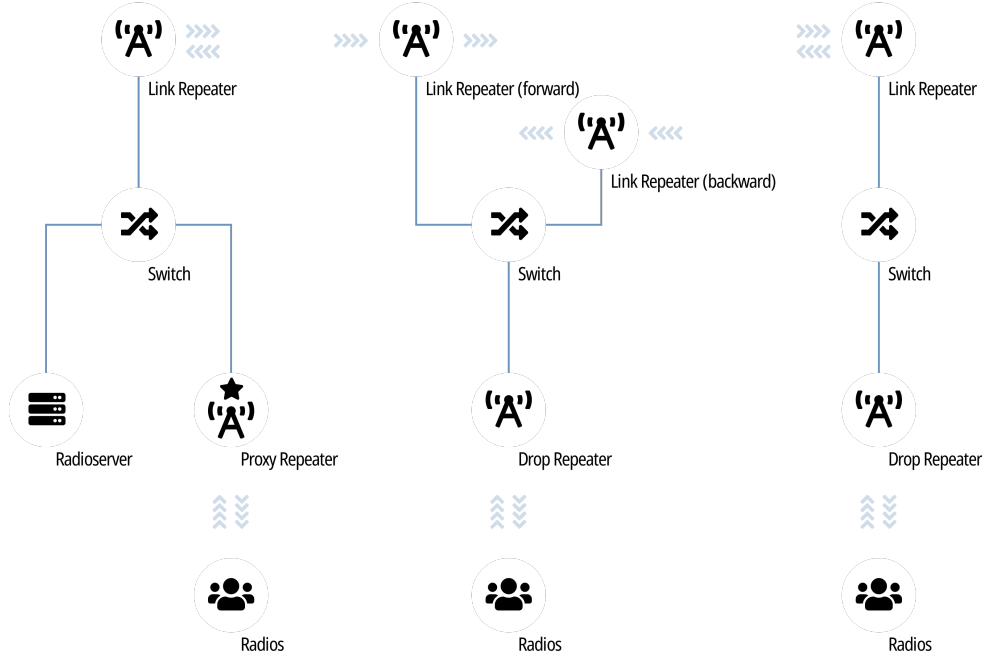 Link Repeater
Link Repeater (forward)
Link Repeater
Link Repeater (backward)
Switch
Switch
Switch
Radioserver
Proxy Repeater
Drop Repeater
Drop Repeater
Radios
Radios
Radios